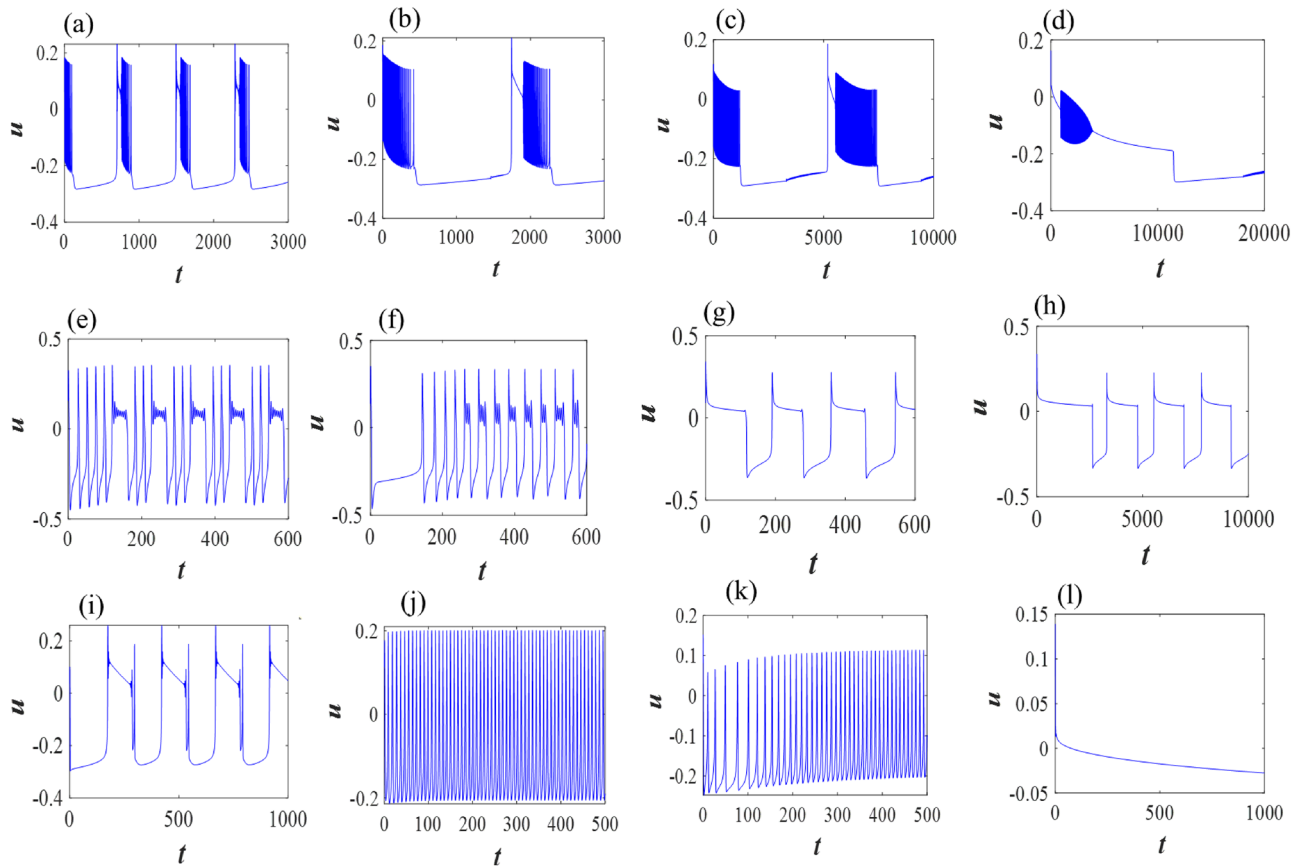 (a) (b) (c) (d)
0.2 0.2 0.2 0.2
0 0 0 0
u u u u
-0.2 -0.2 -0.2 -0.2
-0.4 -0.4 -0.4 -0.4
0 1000 2000 3000 0 1000 2000 3000 0 5000 10000 0 10000 20000
t t t t
(e) (f) (g) (h)
0.5 0.5 0.5 0.5
u u u u
0 0 0 0
-0.5 -0.5 -0.5 -0.5
0 200 400 600 0 200 400 600 0 200 400 600 0 5000 10000
t t t t
(i) (j) (k) (l)
0.2 0.2 0.2 0.15
0.1 0.1
u u u u
0 0 0 0.05
-0.2 -0.1 0
-0.4 -0.2 -0.2 -0.05
0 500 1000 0 100 200 300 400 500 0 100 200 300 400 500 0 500 1000
t t t t